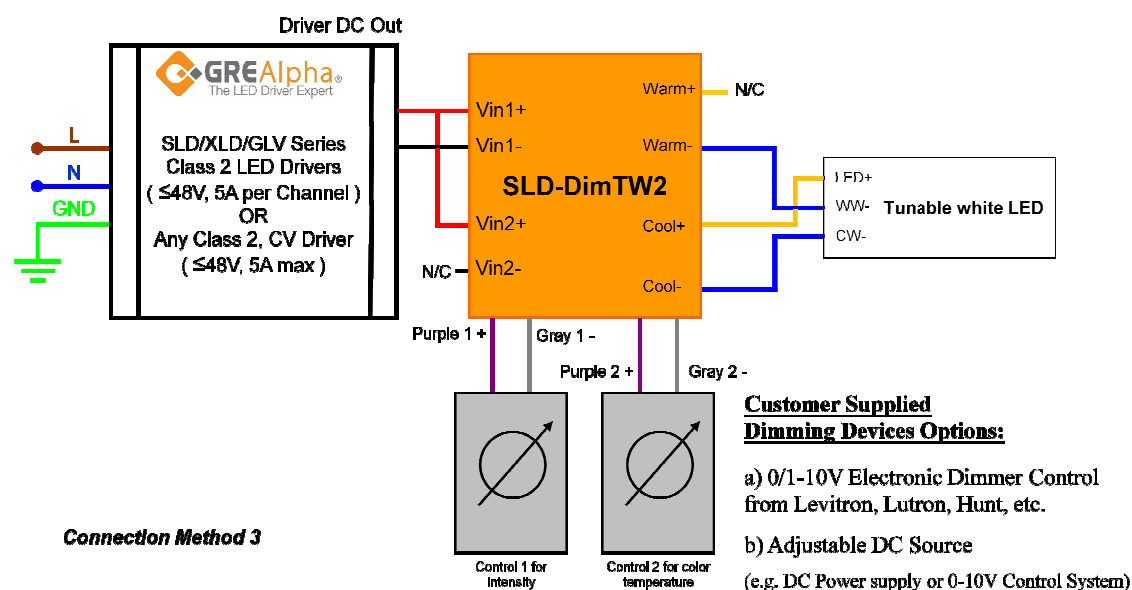 Driver DC Out
GREAlpha®
The LED Driver Expert
L
N
GND
SLD/XLD/GLV Series
Class 2 LED Drivers
( ≤48V, 5A per Channel )
OR
Any Class 2, CV Driver
( ≤48V, 5A max )
Vin1+
Vin1-
Vin2+
N/C
Vin2-
SLD-DimTW2
Warm+
N/C
Warm-
Cool+
Cool-
LED+
WW-
CW-
Tunable white LED
Purple 1 +
Gray 1 -
Purple 2 +
Gray 2 -
Control 1 for
Intensity
Control 2 for color
temperature
Connection Method 3
Customer Supplied
Dimming Devices Options:
a) 0/1-10V Electronic Dimmer Control
from Levitron, Lutron, Hunt, etc.
b) Adjustable DC Source
(e.g. DC Power supply or 0-10V Control System)